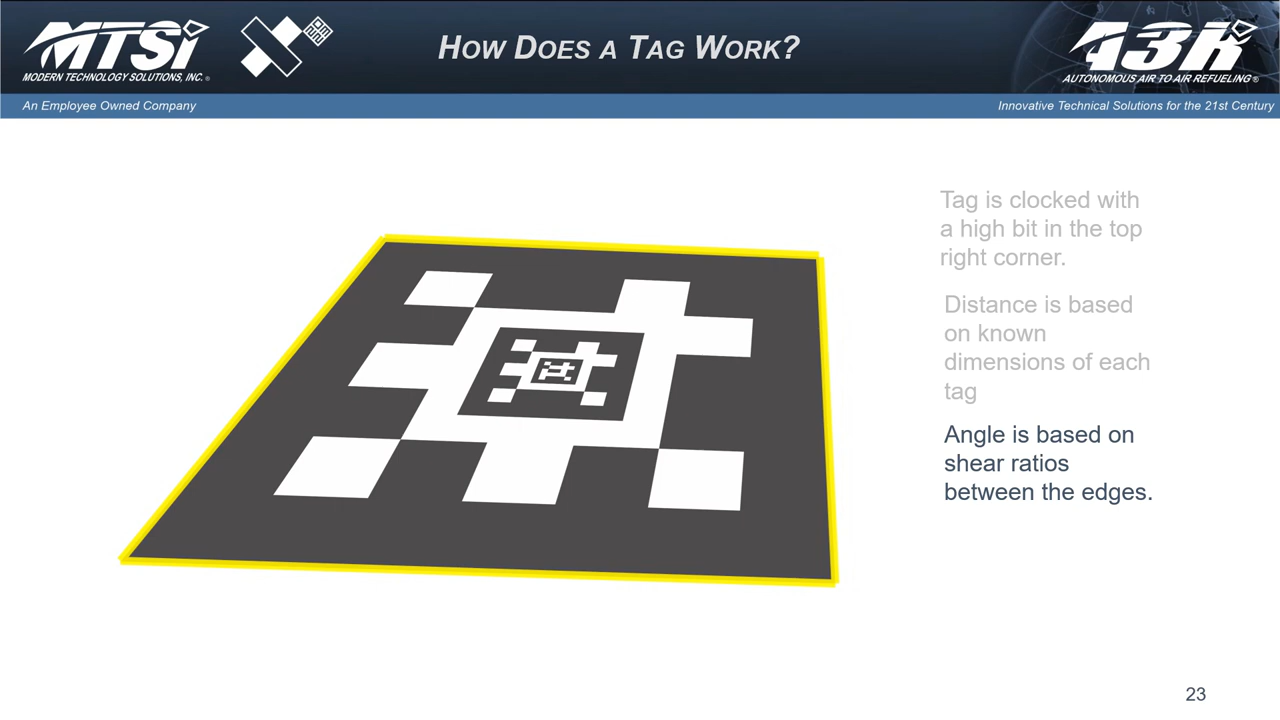 MTSi
MODERN TECHNOLOGY SOLUTIONS, INC.®
HOW DOES A TAG WORK?
A3R
AUTONOMOUS AIR TO AIR REFUELING®
An Employee Owned Company
Innovative Technical Solutions for the 21st Century
Tag is clocked with
a high bit in the top
right corner.
Distance is based
on known
dimensions of each
tag
Angle is based on
shear ratios
between the edges.
23